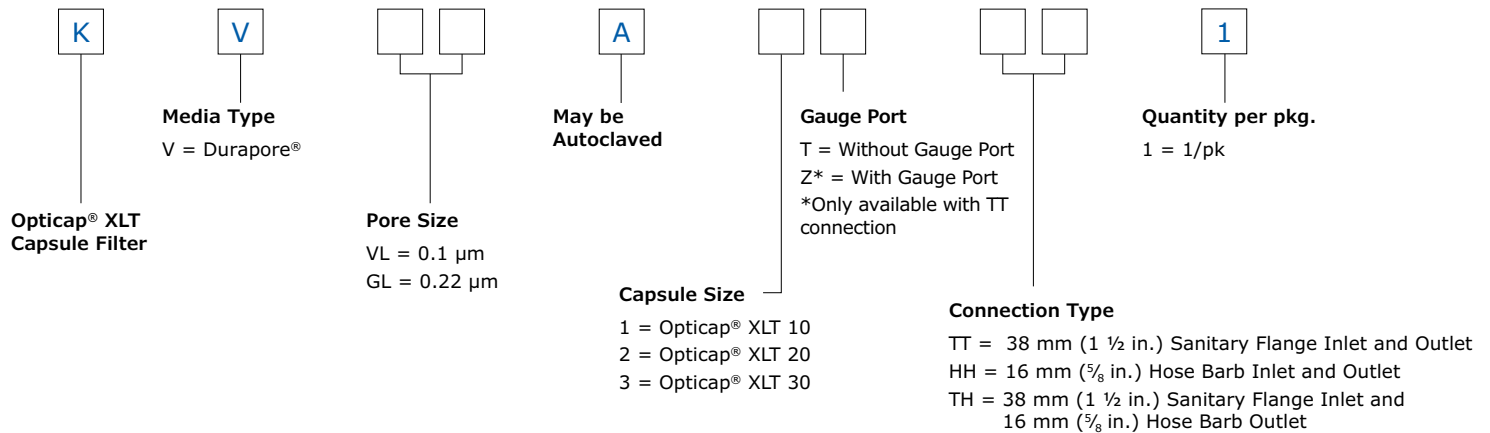 K V A 1
Opticap® XLT
Capsule Filter
Media Type
V = Durapore®
Pore Size
VL = 0.1 µm
GL = 0.22 µm
May be
Autoclaved
Capsule Size
1 = Opticap® XLT 10
2 = Opticap® XLT 20
3 = Opticap® XLT 30
Gauge Port
T = Without Gauge Port
Z* = With Gauge Port
*Only available with TT
connection
Connection Type
TT = 38 mm (1 ½ in.) Sanitary Flange Inlet and Outlet
HH = 16 mm (⅝ in.) Hose Barb Inlet and Outlet
TH = 38 mm (1 ½ in.) Sanitary Flange Inlet and
16 mm (⅝ in.) Hose Barb Outlet
Quantity per pkg.
1 = 1/pk